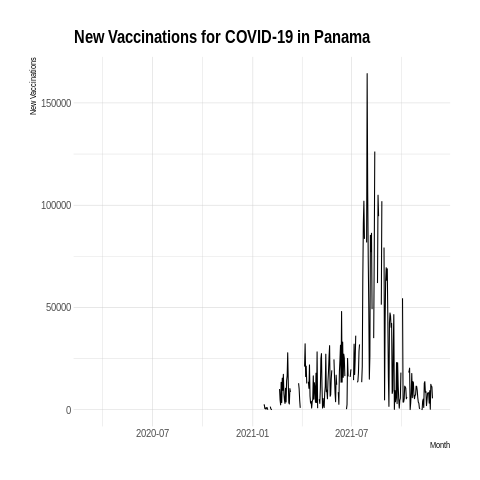 New Vaccinations for COVID-19 in Panama
New Vaccinations
150000
100000
50000
0
2020-07
2021-01
2021-07
Month